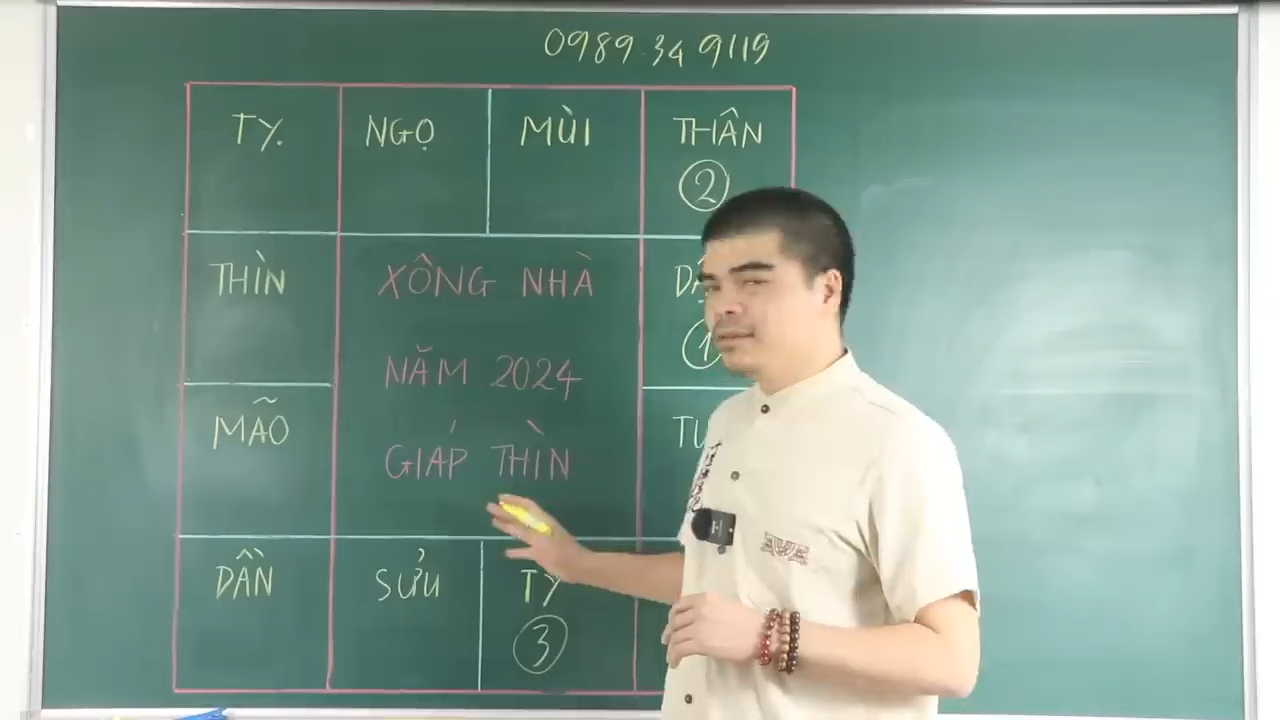 0989.34 9119
TỴ NGỌ MÙI THÂN
2
THÌN XÔNG NHÀ
1
NĂM 2024
MÃO GIÁP THÌN
DẦN SỬU TÝ
3